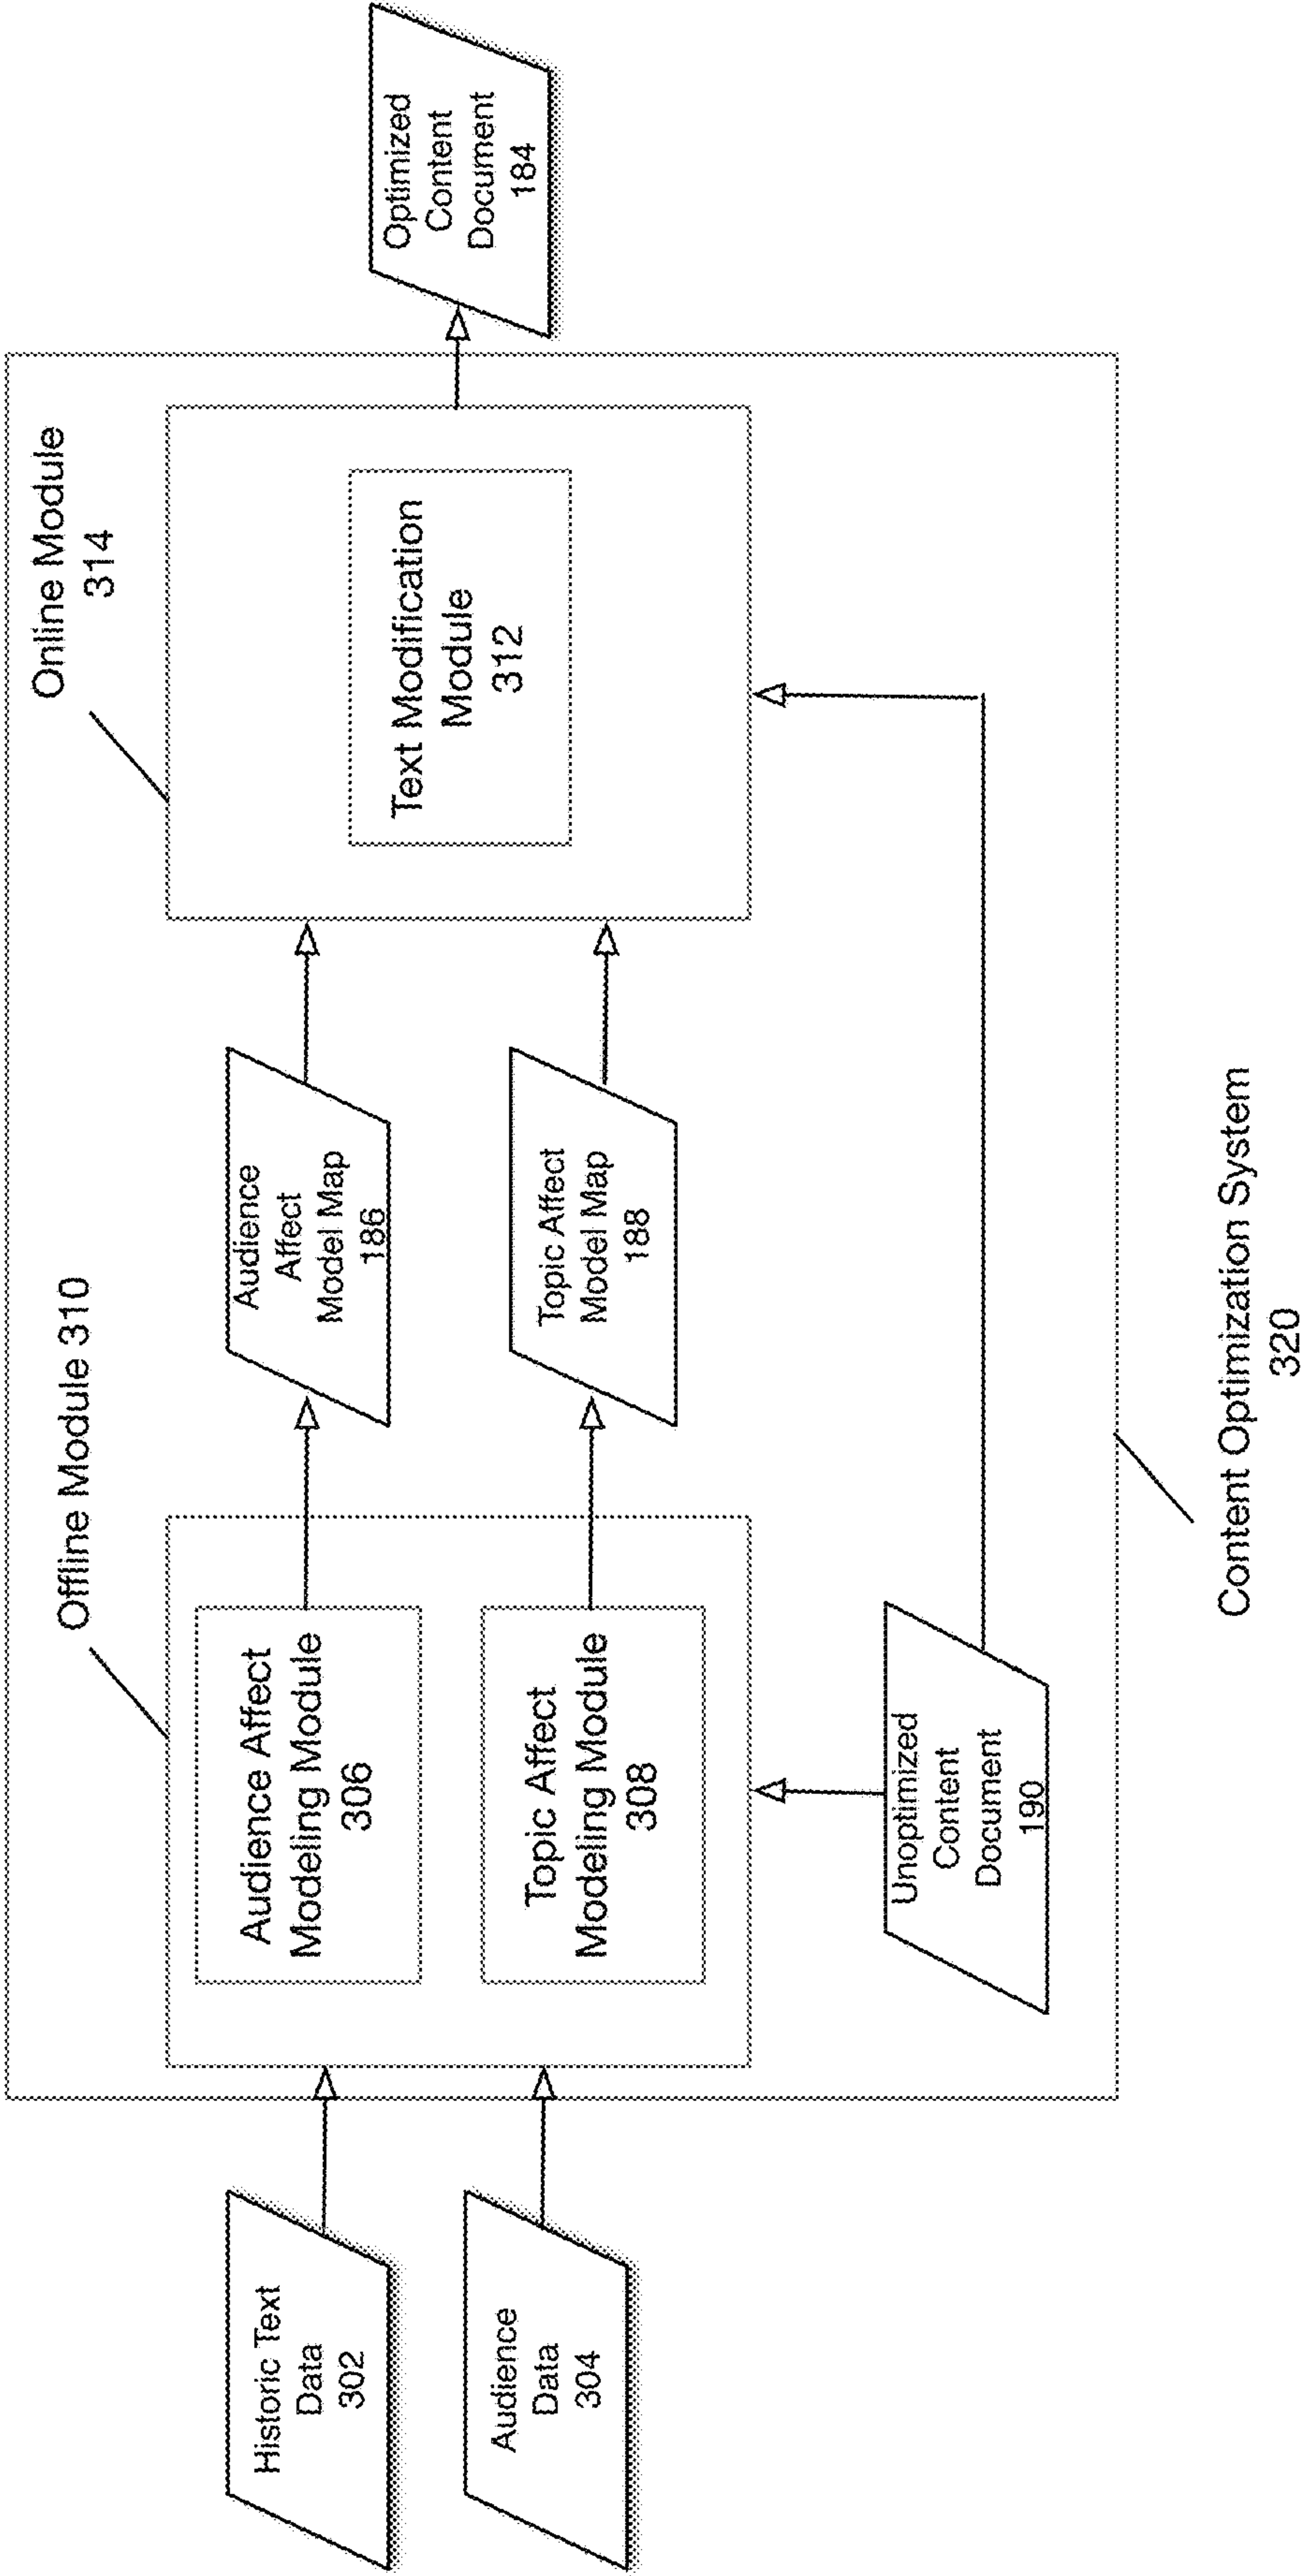 Historic Text
Data
302
Audience
Data
304
Offline Module 310
Audience Affect
Modeling Module
306
Topic Affect
Modeling Module
308
Unoptimized
Content
Document
190
Audience
Affect
Model Map
186
Topic Affect
Model Map
188
Online Module
314
Text Modification
Module
312
Optimized
Content
Document
184
Content Optimization System
320